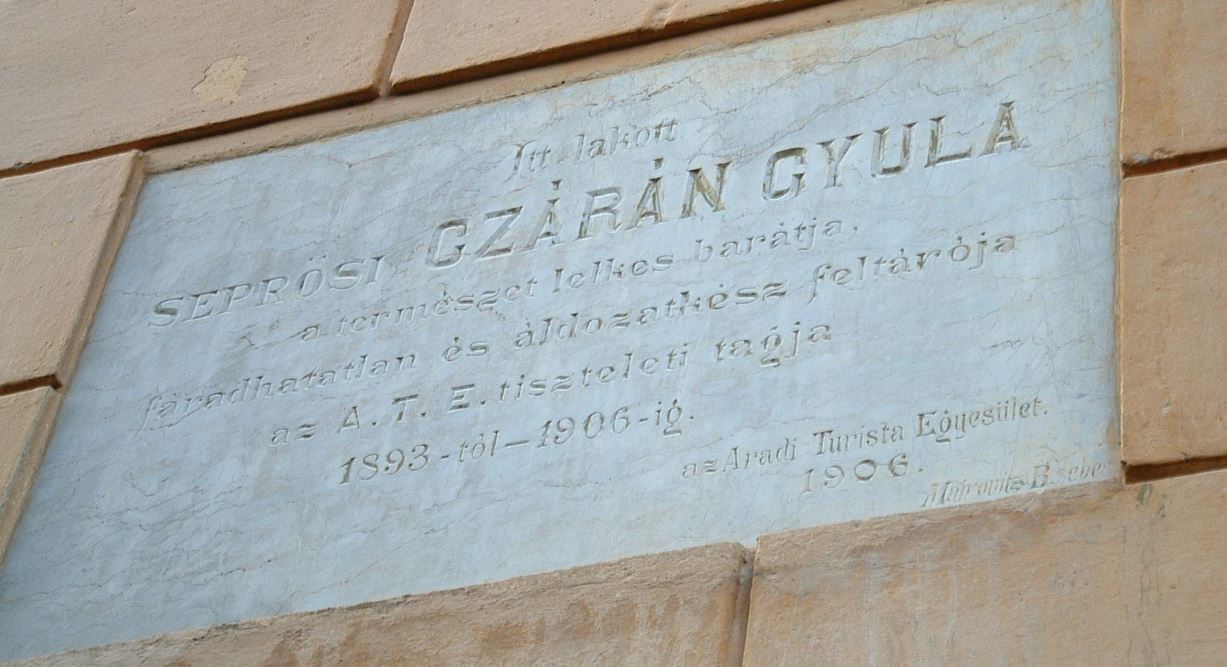 Itt lakott
SEPRŐSI CZÁRÁN GYULA
a természet lelkes barátja,
fáradhatatlan és áldozatkész feltárója
az A. T. E. tiszteleti tagja
1893-tól—1906-ig.
az Aradi Turista Egyesület.
1906.
B.